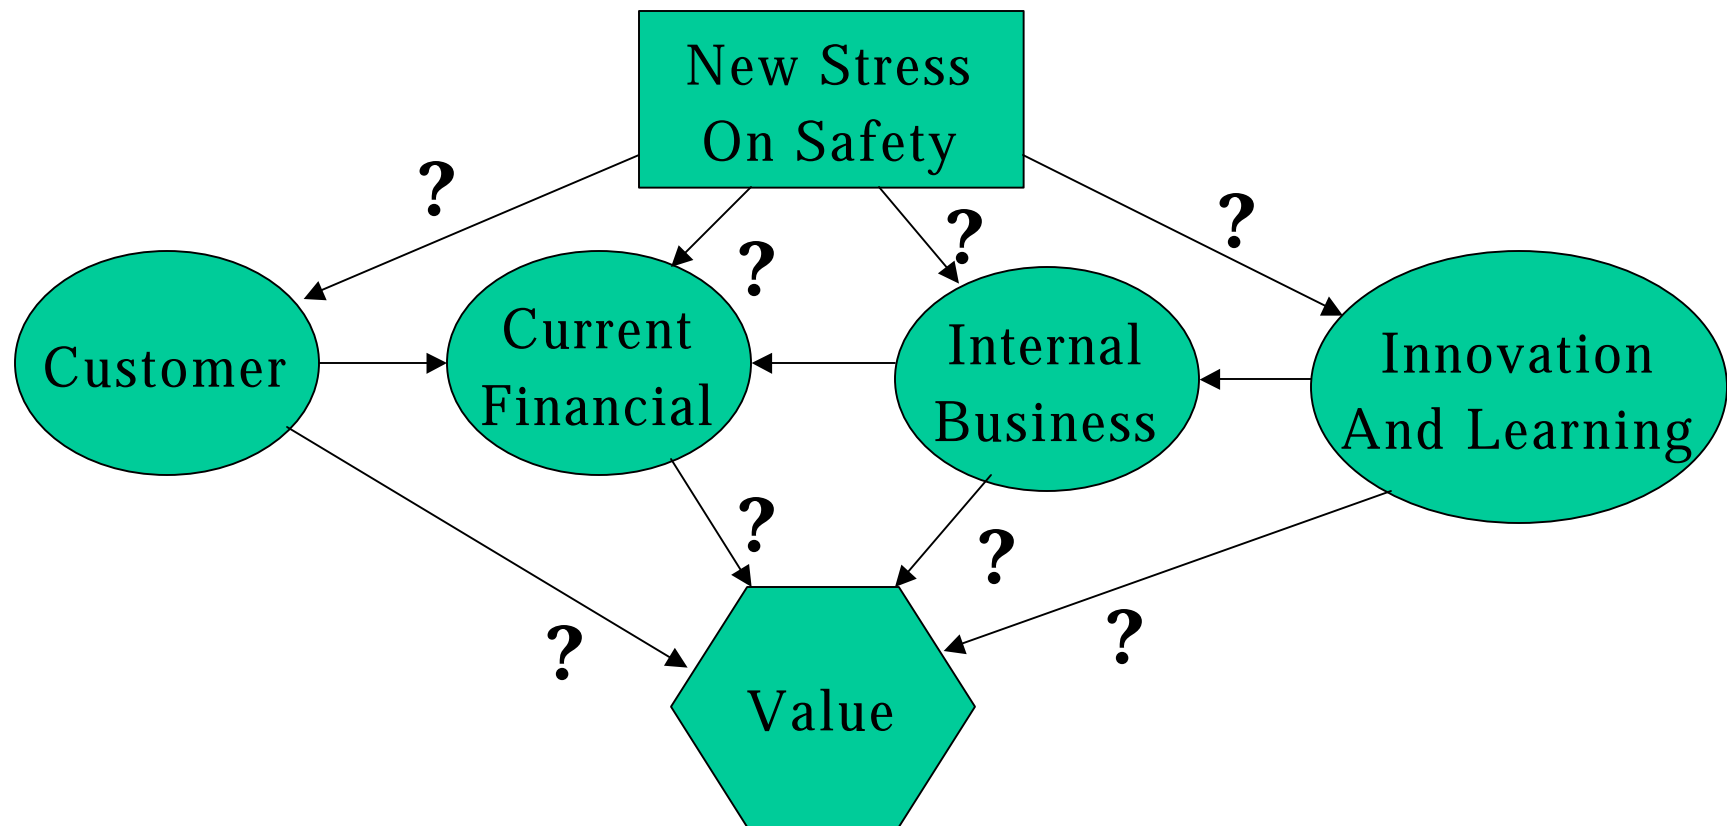 New Stress
On Safety
?
?
?
?
Customer
Current
Financial
Internal
Business
Innovation
And Learning
?
?
?
?
Value